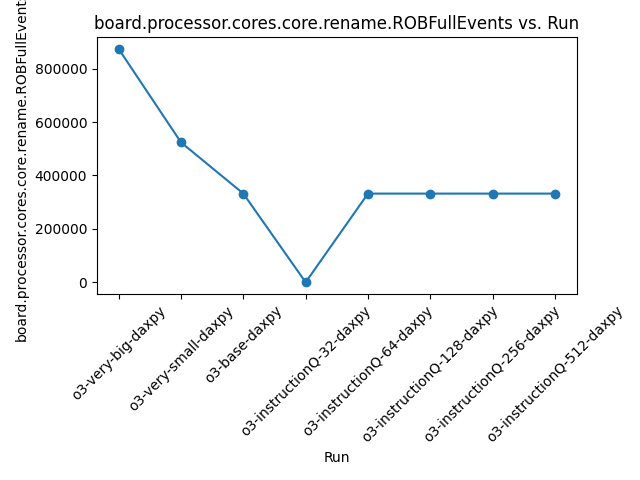 board.processor.cores.core.rename.ROBFullEvents vs. Run
board.processor.cores.core.rename.ROBFullEvent
800000
600000
400000
200000
0
o3-very-big-daxpy
o3-very-small-daxpy
o3-base-daxpy
o3-instructionQ-32-daxpy
o3-instructionQ-64-daxpy
o3-instructionQ-128-daxpy
o3-instructionQ-256-daxpy
o3-instructionQ-512-daxpy
Run